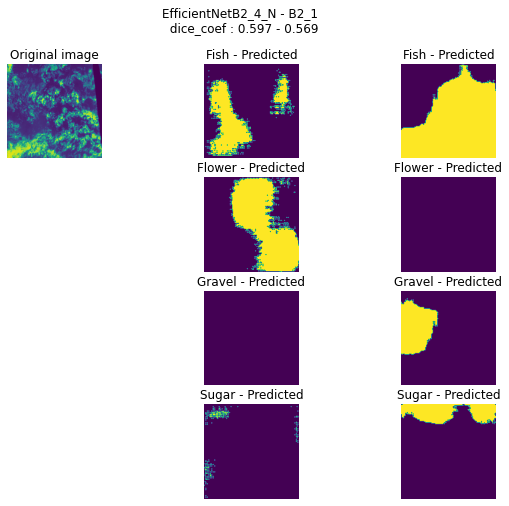 EfficientNetB2_4_N - B2_1
dice_coef : 0.597 - 0.569
Original image
Fish - Predicted
Fish - Predicted
Flower - Predicted
Flower - Predicted
Gravel - Predicted
Gravel - Predicted
Sugar - Predicted
Sugar - Predicted